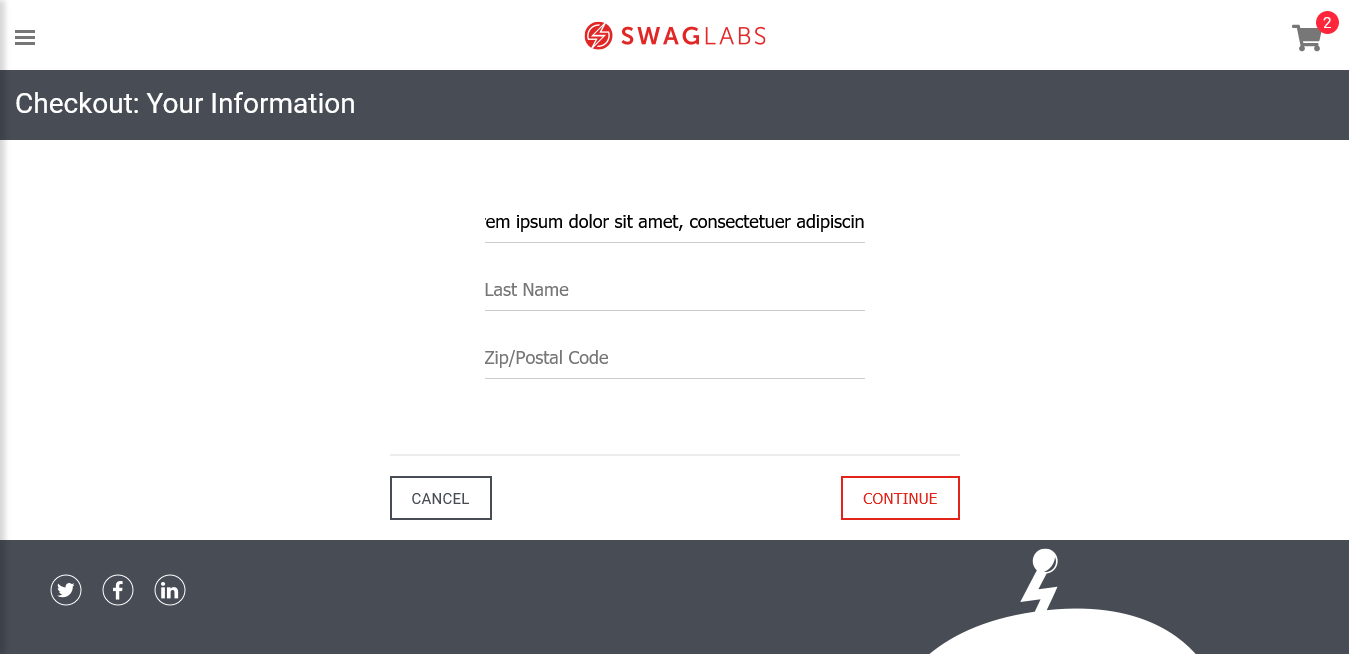 SWAGLABS
2
Checkout: Your Information
rem ipsum dolor sit amet, consectetuer adipiscin
Last Name
Zip/Postal Code
CANCEL
CONTINUE